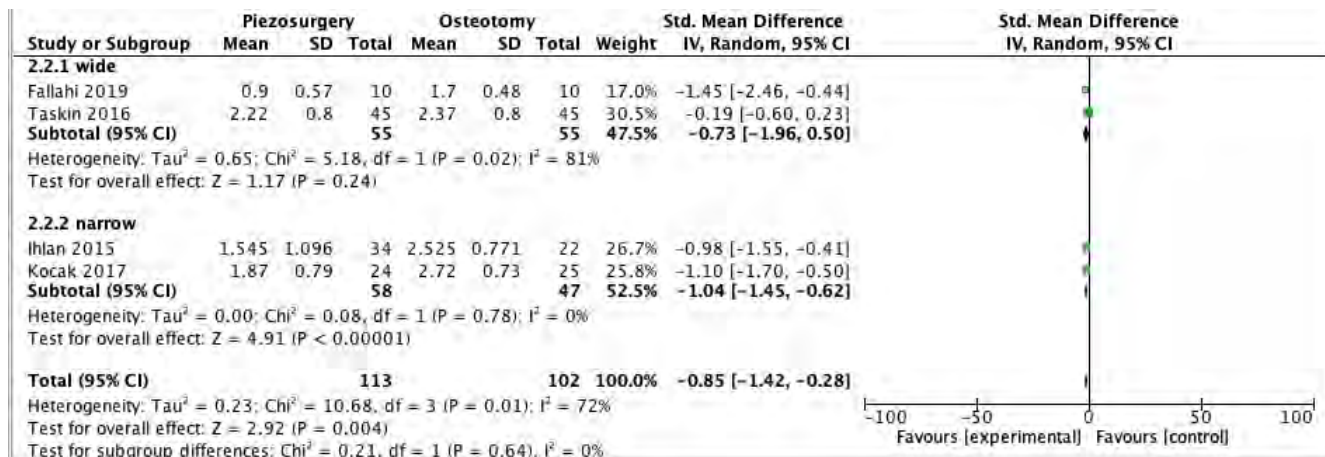 Piezosurgery Osteotomy Std. Mean Difference Std. Mean Difference
Study or Subgroup Mean SD Total Mean SD Total Weight IV, Random, 95% CI IV, Random, 95% CI
2.2.1 wide
Fallahi 2019 0.9 0.57 10 1.7 0.48 10 17.0% -1.45 [-2.46, -0.44]
Taskin 2016 2.22 0.8 45 2.37 0.8 45 30.5% -0.19 [-0.60, 0.23]
Subtotal (95% CI) 55 55 47.5% -0.73 [-1.96, 0.50]
Heterogeneity: Tau² = 0.65; Chi² = 5.18, df = 1 (P = 0.02); I² = 81%
Test for overall effect: Z = 1.17 (P = 0.24)
2.2.2 narrow
Ihlan 2015 1.545 1.096 34 2.525 0.771 22 26.7% -0.98 [-1.55, -0.41]
Kocak 2017 1.87 0.79 24 2.72 0.73 25 25.8% -1.10 [-1.70, -0.50]
Subtotal (95% CI) 58 47 52.5% -1.04 [-1.45, -0.62]
Heterogeneity: Tau² = 0.00; Chi² = 0.08, df = 1 (P = 0.78); I² = 0%
Test for overall effect: Z = 4.91 (P < 0.00001)
Total (95% CI) 113 102 100.0% -0.85 [-1.42, -0.28]
Heterogeneity: Tau² = 0.23; Chi² = 10.68, df = 3 (P = 0.01); I² = 72%
-100 -50 0 50 100
Test for overall effect: Z = 2.92 (P = 0.004)
Favours [experimental] Favours [control]
Test for subgroup differences: Chi² = 0.21, df = 1 (P = 0.64), I² = 0%